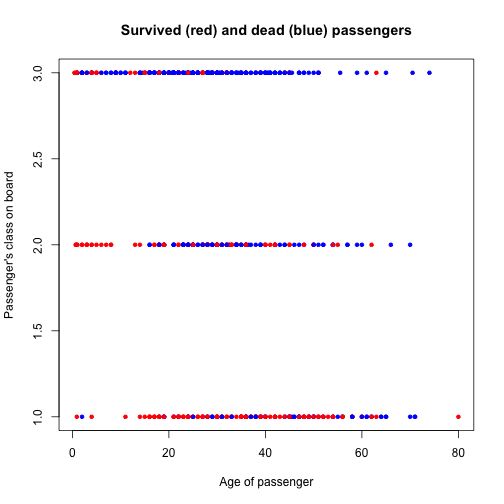 Survived (red) and dead (blue) passengers
3.0
2.5
2.0
1.5
1.0
Passenger's class on board
0 20 40 60 80
Age of passenger